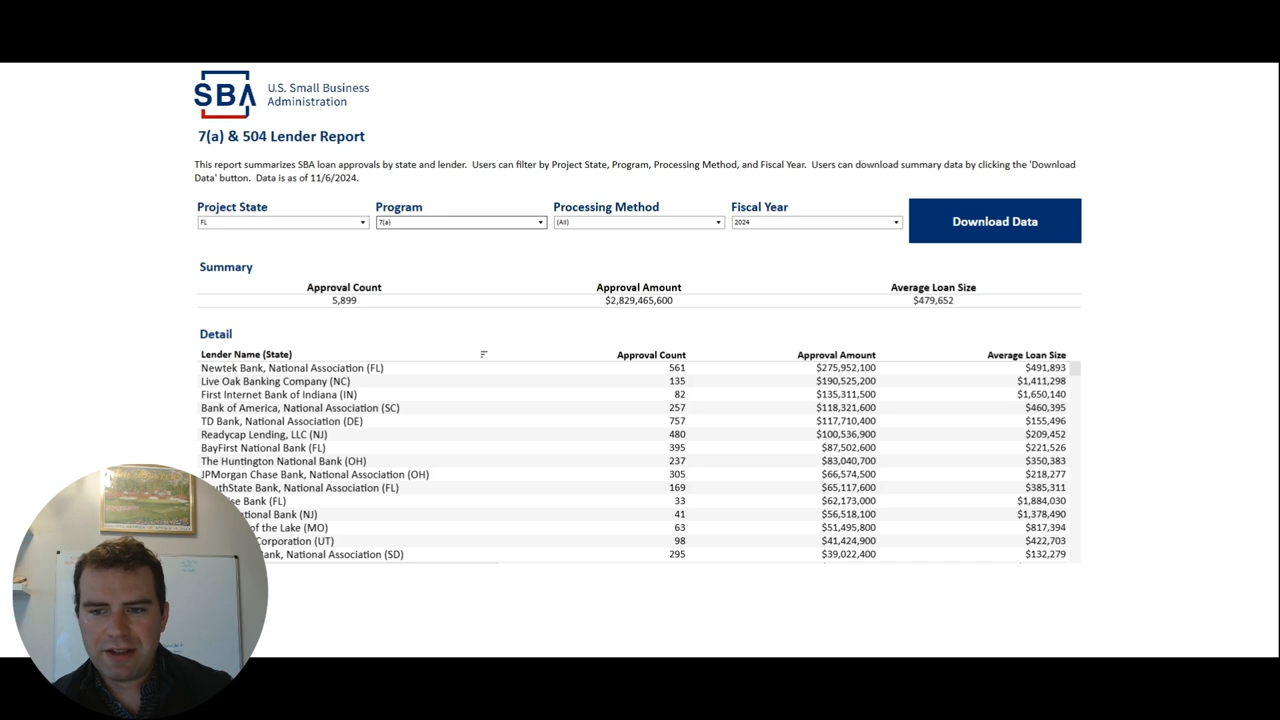 SBA U.S. Small Business
Administration
7(a) & 504 Lender Report
This report summarizes SBA loan approvals by state and lender. Users can filter by Project State, Program, Processing Method, and Fiscal Year. Users can download summary data by clicking the 'Download
Data' button. Data is as of 11/6/2024.
Project State Program Processing Method Fiscal Year
FL 7(a) (All) 2024
Download Data
Summary
Approval Count Approval Amount Average Loan Size
5,899 $2,829,465,600 $479,652
Detail
Lender Name (State) Approval Count Approval Amount Average Loan Size
Newtek Bank, National Association (FL) 561 $275,952,100 $491,893
Live Oak Banking Company (NC) 135 $190,525,200 $1,411,298
First Internet Bank of Indiana (IN) 82 $135,311,500 $1,650,140
Bank of America, National Association (SC) 257 $118,321,600 $460,395
TD Bank, National Association (DE) 757 $117,710,400 $155,496
Readycap Lending, LLC (NJ) 480 $100,536,900 $209,452
BayFirst National Bank (FL) 395 $87,502,600 $221,526
The Huntington National Bank (OH) 237 $83,040,700 $350,383
JPMorgan Chase Bank, National Association (OH) 305 $66,574,500 $218,277
uthState Bank, National Association (FL) 169 $65,117,600 $385,311
ise Bank (FL) 33 $62,173,000 $1,884,030
tional Bank (NJ) 41 $56,518,100 $1,378,490
of the Lake (MO) 63 $51,495,800 $817,394
Corporation (UT) 98 $41,424,900 $422,703
ank, National Association (SD) 295 $39,022,400 $132,279